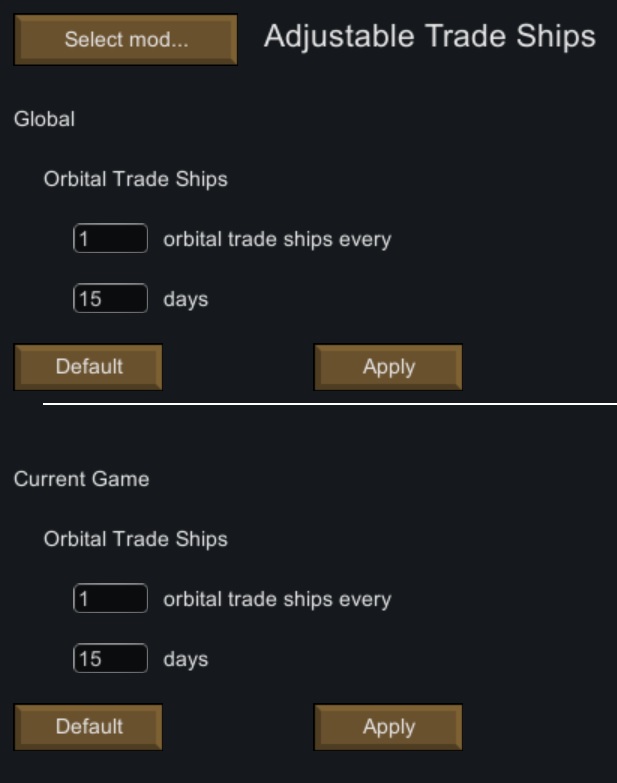 Select mod... Adjustable Trade Ships
Global
Orbital Trade Ships
1 orbital trade ships every
15 days
Default Apply
Current Game
Orbital Trade Ships
1 orbital trade ships every
15 days
Default Apply